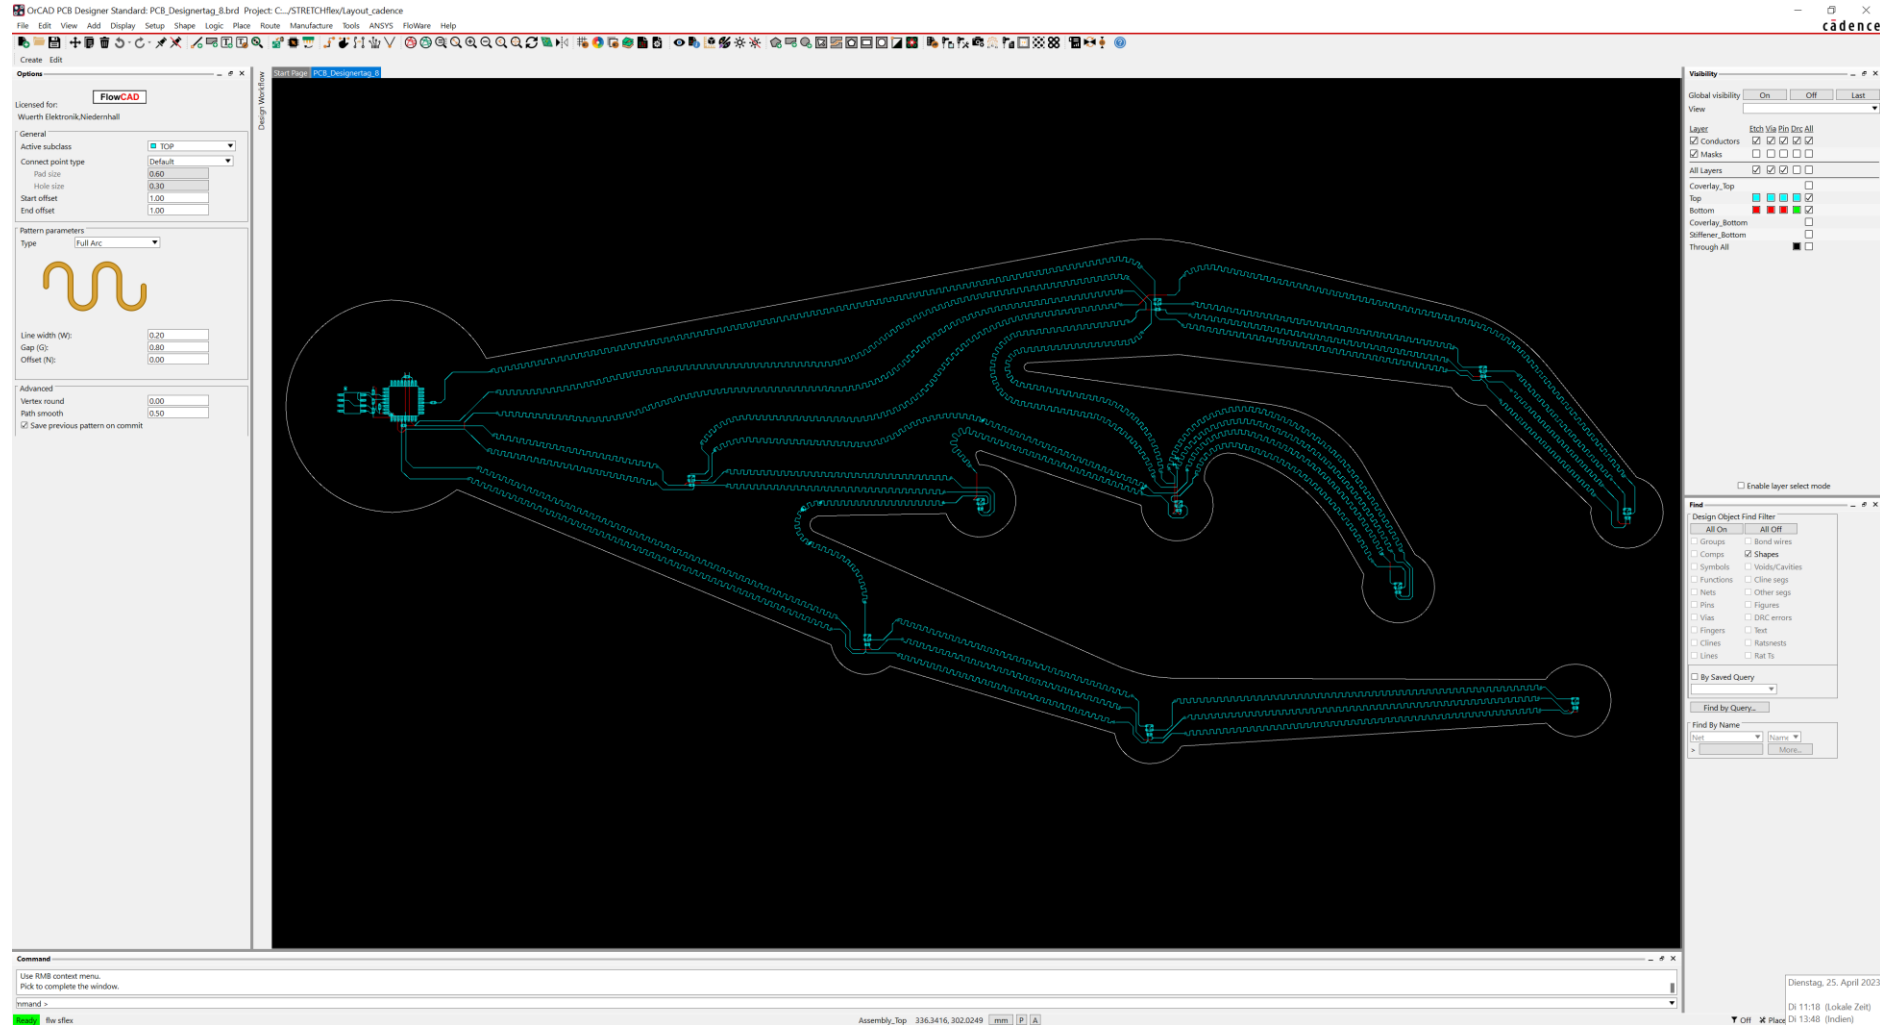 OrCAD PCB Designer Standard: PCB_Designertag_8.brd  Project: C:.../STRETCHflex/Layout_cadence
cādence
File Edit View Add Display Setup Shape Logic Place Route Manufacture Tools ANSYS FloWare Help
Create Edit
Options
FlowCAD
Licensed for:
Wuerth Elektronik,Niedernhall
General
Active subclass TOP
Connect point type Default
Pad size 0.60
Hole size 0.30
Start offset 1.00
End offset 1.00
Pattern parameters
Type Full Arc
Line width (W): 0.20
Gap (G): 0.80
Offset (N): 0.00
Advanced
Vertex round 0.00
Path smooth 0.50
Save previous pattern on commit
Design Workflow
Start Page PCB_Designertag_8
Visibility
Global visibility On Off Last
View
Layer Etch Via Pin Drc All
Conductors
Masks
All Layers
Coverlay_Top
Top
Bottom
Coverlay_Bottom
Stiffener_Bottom
Through All
Enable layer select mode
Find
Design Object Find Filter
All On All Off
Groups Bond wires
Comps Shapes
Symbols Voids/Cavities
Functions Cline segs
Nets Other segs
Pins Figures
Vias DRC errors
Fingers Text
Clines Ratsnests
Lines Rat Ts
By Saved Query
Find by Query...
Find By Name
Net Name
> More...
Command
Use RMB context menu.
Pick to complete the window.
mmand >
Ready flw sflex Assembly_Top 336.3416, 302.0249 mm P A Off Place
Dienstag, 25. April 2023
Di 11:18 (Lokale Zeit)
Di 13:48 (Indien)